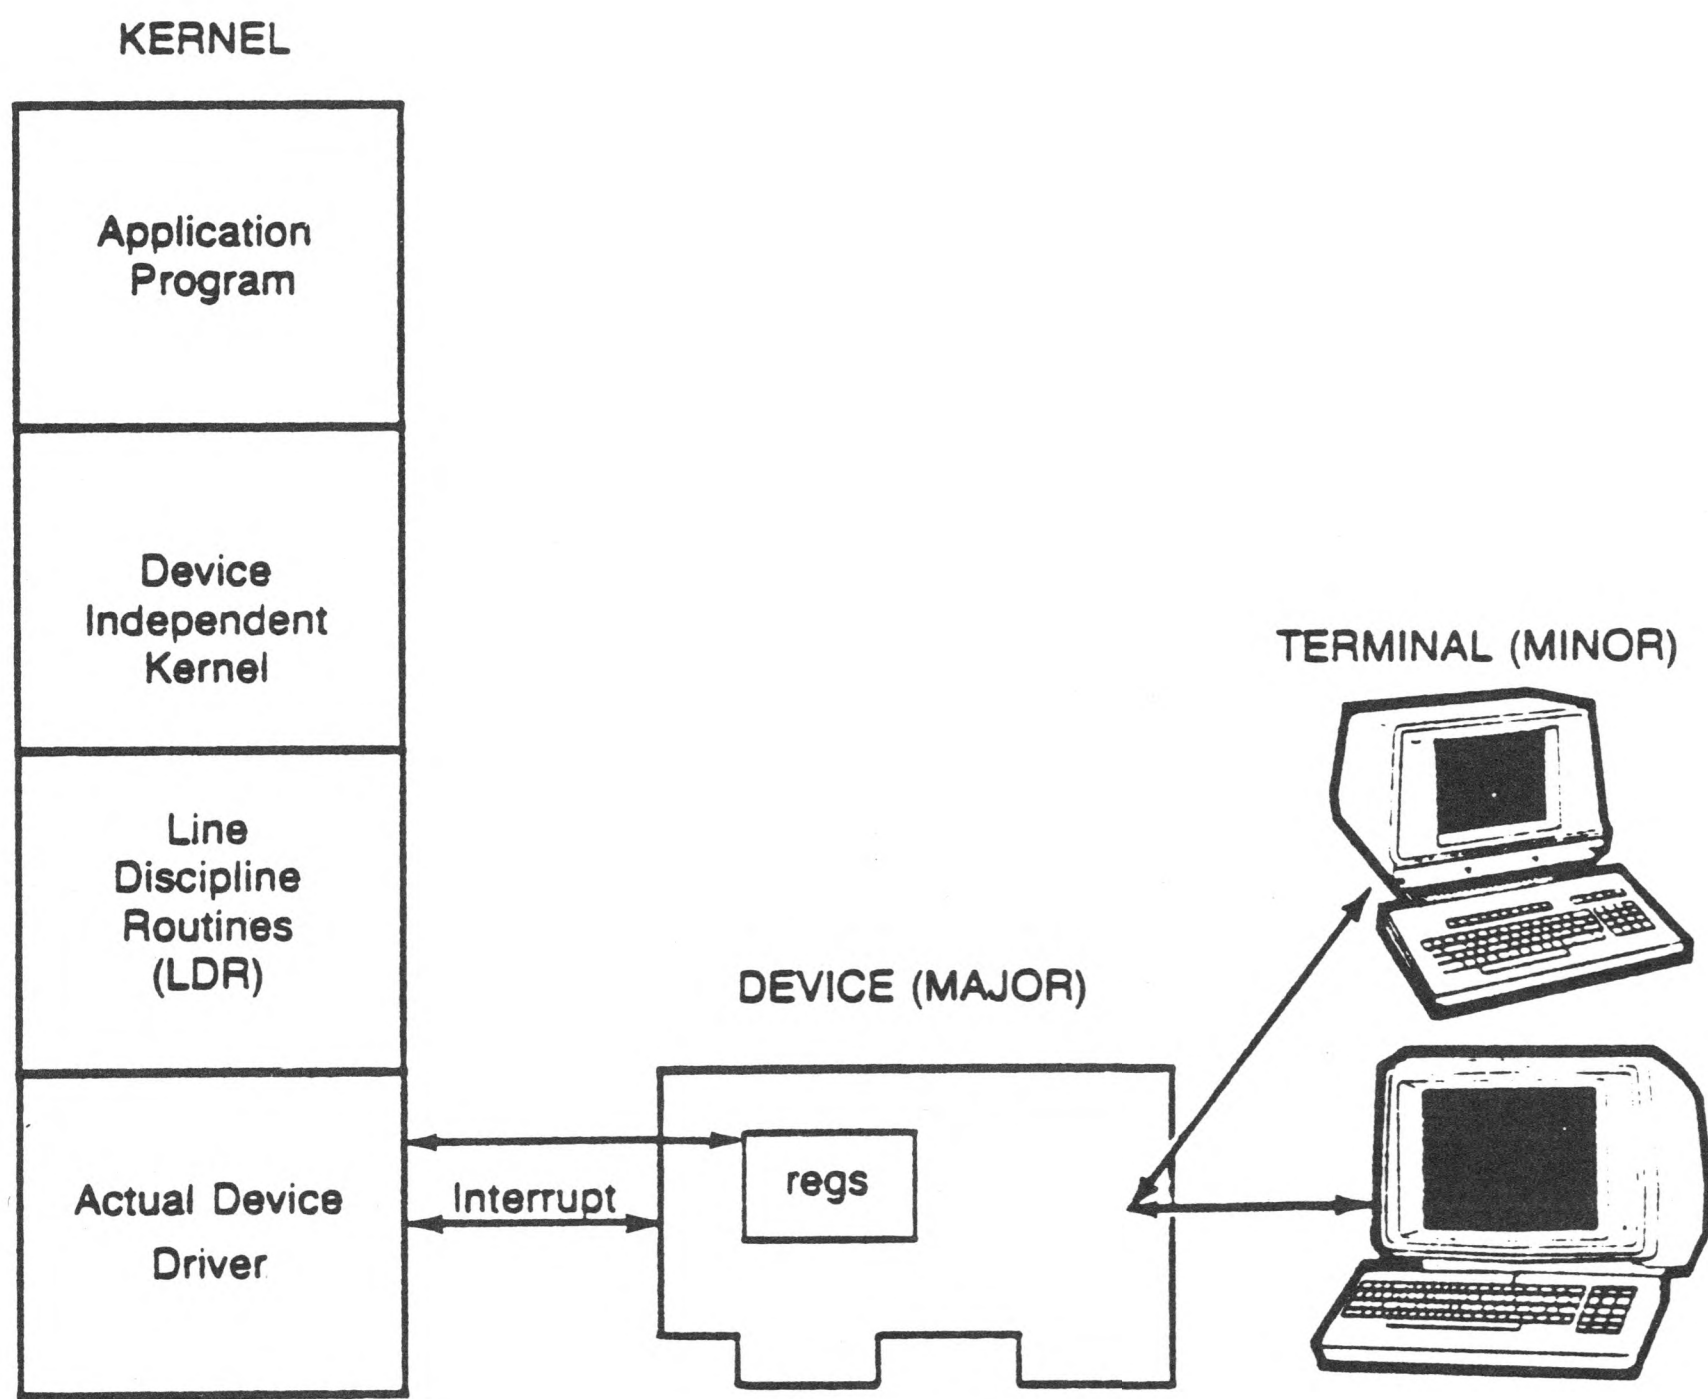 KERNEL
Application
Program
Device
Independent
Kernel
Line
Discipline
Routines
(LDR)
Actual Device
Driver
Interrupt
DEVICE (MAJOR)
regs
TERMINAL (MINOR)